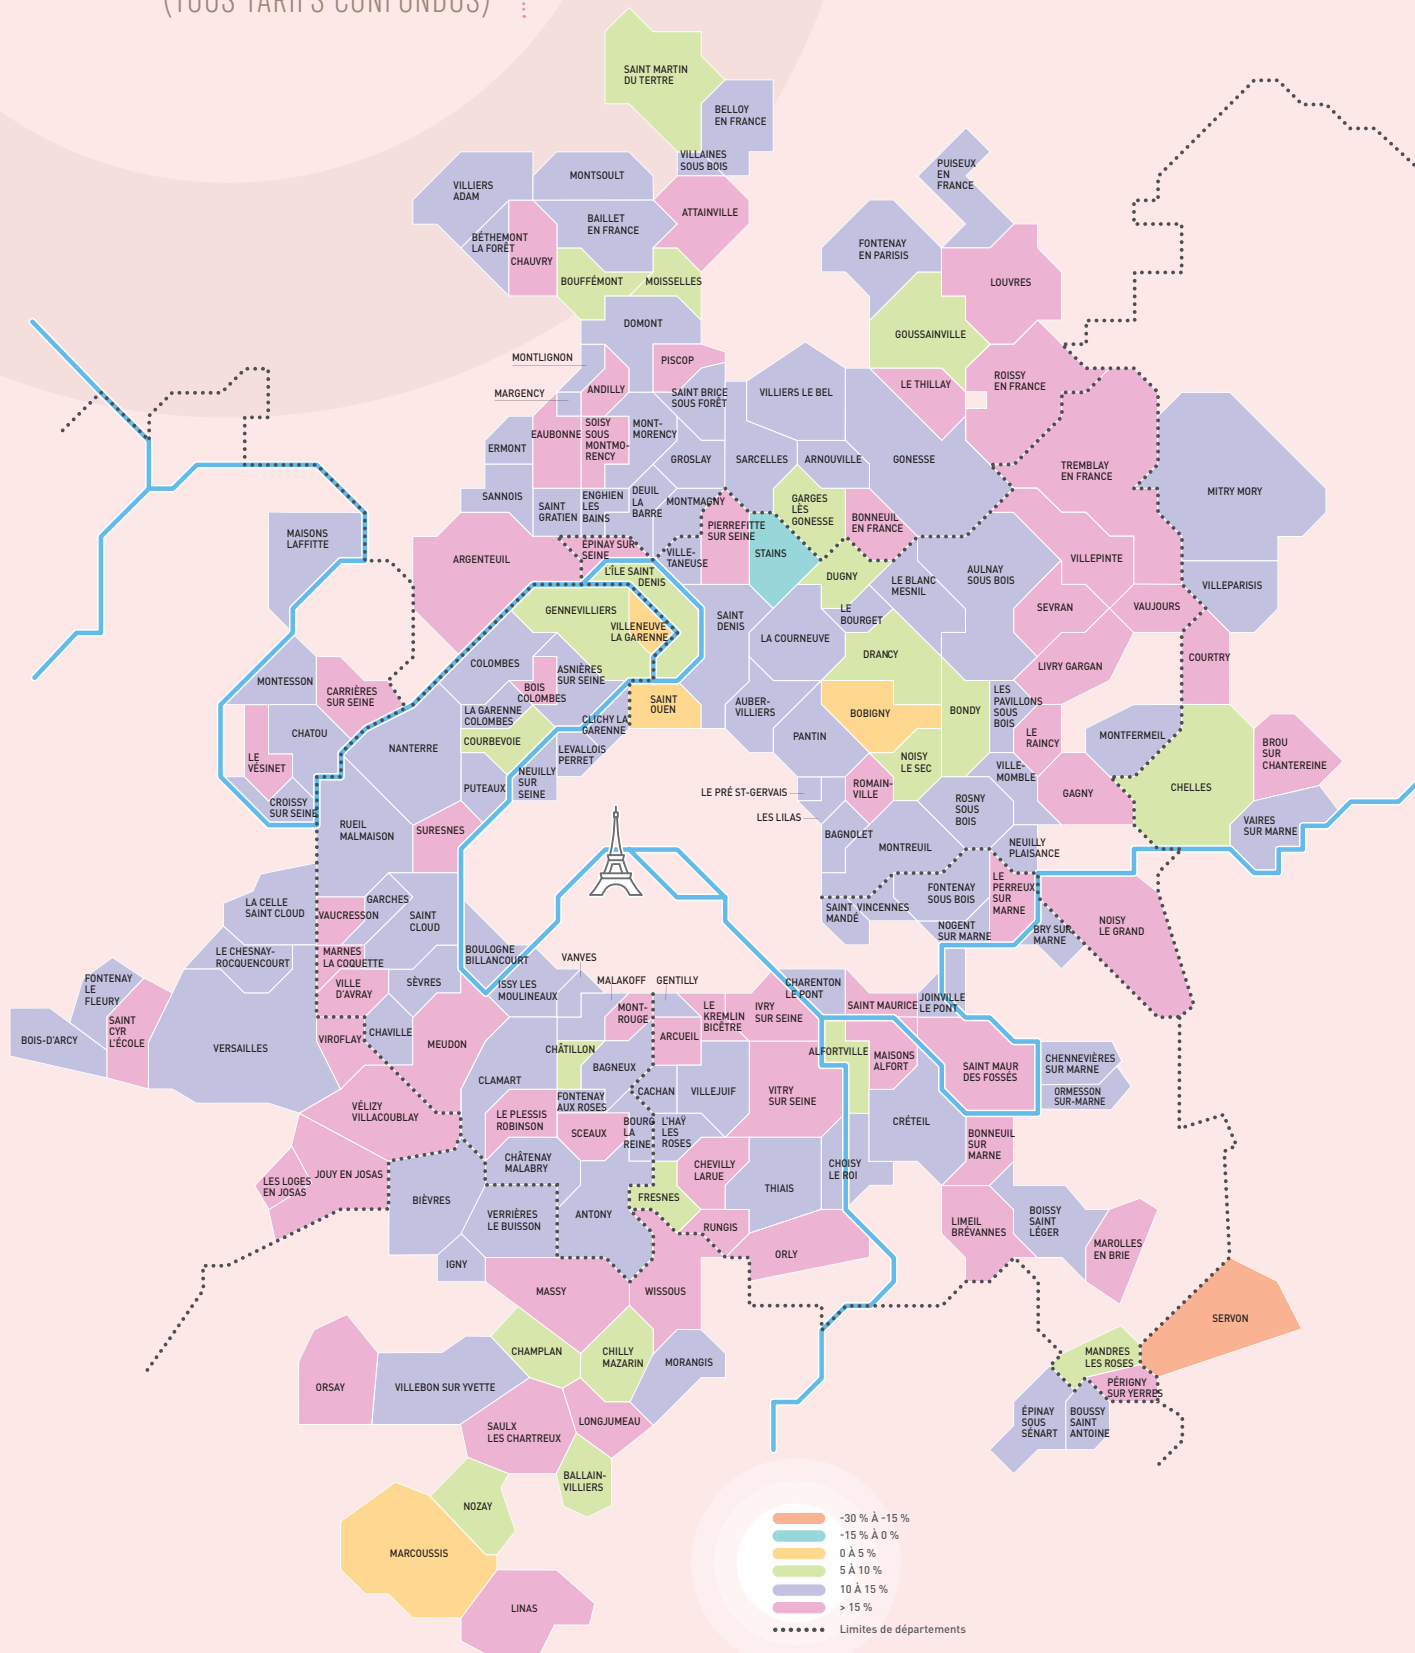 (TOUS TARIFS CONFONDUS)
SAINT MARTIN
DU TERTRE
BELLOY
EN FRANCE
VILLAINES
SOUS BOIS
MONTSOULT
VILLIERS
ADAM
ATTAINVILLE
BAILLET
EN FRANCE
BÉTHEMONT
LA FORÊT
CHAUVRY
BOUFFÉMONT
MOISSELLES
PUISEUX
EN
FRANCE
FONTENAY
EN PARISIS
LOUVRES
GOUSSAINVILLE
DOMONT
MONTLIGNON
PISCOP
MARGENCY
ANDILLY
SAINT BRICE
SOUS FORÊT
VILLIERS LE BEL
LE THILLAY
ROISSY
EN FRANCE
EAUBONNE
SOISY
SOUS
MONTMO-
RENCY
MONT-
MORENCY
ERMONT
GROSLAY
SARCELLES
ARNOUVILLE
GONESSE
TREMBLAY
EN FRANCE
MITRY MORY
SANNOIS
SAINT
GRATIEN
ENGHIEN
LES
BAINS
DEUIL
LA
BARRE
MONTMAGNY
GARGES
LÈS
GONESSE
BONNEUIL
EN FRANCE
PIERREFITTE
SUR SEINE
STAINS
MAISONS
LAFFITTE
ARGENTEUIL
ÉPINAY SUR
SEINE
VILLE-
TANEUSE
L'ÎLE SAINT
DENIS
DUGNY
LE BLANC
MESNIL
AULNAY
SOUS BOIS
VILLEPINTE
VILLEPARISIS
SEVRAN
VAUJOURS
GENNEVILLIERS
VILLENEUVE
LA GARENNE
SAINT
DENIS
LA COURNEUVE
LE
BOURGET
DRANCY
LIVRY GARGAN
COURTRY
MONTESSON
CARRIÈRES
SUR SEINE
COLOMBES
BOIS
COLOMBES
ASNIÈRES
SUR SEINE
SAINT
OUEN
AUBER-
VILLIERS
BOBIGNY
BONDY
LES
PAVILLONS
SOUS
BOIS
LA GARENNE
COLOMBES
CLICHY LA
GARENNE
CHATOU
NANTERRE
COURBEVOIE
LEVALLOIS
PERRET
PANTIN
NOISY
LE SEC
LE
RAINCY
MONTFERMEIL
BROU
SUR
CHANTEREINE
LE
VÉSINET
PUTEAUX
NEUILLY
SUR
SEINE
LE PRÉ ST-GERVAIS
ROMAIN-
VILLE
VILLE-
MOMBLE
GAGNY
CHELLES
CROISSY
SUR SEINE
LES LILAS
ROSNY
SOUS
BOIS
VAIRES
SUR MARNE
RUEIL
MALMAISON
SURESNES
BAGNOLET
MONTREUIL
NEUILLY
PLAISANCE
LA CELLE
SAINT CLOUD
GARCHES
VAUCRESSON
SAINT
CLOUD
SAINT
MANDÉ
VINCENNES
FONTENAY
SOUS BOIS
LE
PERREUX
SUR
MARNE
NOGENT
SUR MARNE
BRY SUR
MARNE
NOISY
LE GRAND
LE CHESNAY-
ROCQUENCOURT
MARNES
LA COQUETTE
BOULOGNE
BILLANCOURT
VANVES
FONTENAY
LE
FLEURY
VILLE
D'AVRAY
SÈVRES
ISSY LES
MOULINEAUX
MALAKOFF
GENTILLY
CHARENTON
LE PONT
SAINT
CYR
L'ÉCOLE
MONT-
ROUGE
LE
KREMLIN
BICÊTRE
IVRY
SUR SEINE
SAINT MAURICE
JOINVILLE
LE PONT
BOIS-D'ARCY
VERSAILLES
VIROFLAY
CHAVILLE
MEUDON
CHÂTILLON
ARCUEIL
ALFORTVILLE
MAISONS
ALFORT
SAINT MAUR
DES FOSSÉS
CHENNEVIÈRES
SUR MARNE
CLAMART
BAGNEUX
CACHAN
VILLEJUIF
VITRY
SUR SEINE
ORMESSON
SUR-MARNE
VÉLIZY
VILLACOUBLAY
LE PLESSIS
ROBINSON
FONTENAY
AUX ROSES
SCEAUX
BOURG
LA
REINE
L'HAŸ
LES
ROSES
CRÉTEIL
BONNEUIL
SUR
MARNE
LES LOGES
EN JOSAS
JOUY EN JOSAS
CHÂTENAY
MALABRY
CHEVILLY
LARUE
CHOISY
LE ROI
THIAIS
BIÈVRES
VERRIÈRES
LE BUISSON
ANTONY
FRESNES
RUNGIS
ORLY
LIMEIL
BRÉVANNES
BOISSY
SAINT
LÉGER
MAROLLES
EN BRIE
IGNY
MASSY
WISSOUS
SERVON
CHAMPLAN
CHILLY
MAZARIN
MORANGIS
MANDRES
LES ROSES
ORSAY
VILLEBON SUR YVETTE
PÉRIGNY
SUR YERRES
SAULX
LES CHARTREUX
LONGJUMEAU
ÉPINAY
SOUS
SÉNART
BOUSSY
SAINT
ANTOINE
BALLAIN-
VILLIERS
NOZAY
MARCOUSSIS
LINAS
-30 % À -15 %
-15 % À 0 %
0 À 5 %
5 À 10 %
10 À 15 %
> 15 %
Limites de départements